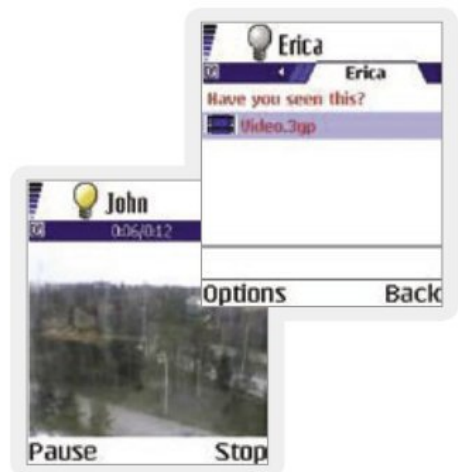 Erica
Erica
Have you seen this?
Video.3gp
Options Back
John
0:06/0:12
Pause Stop